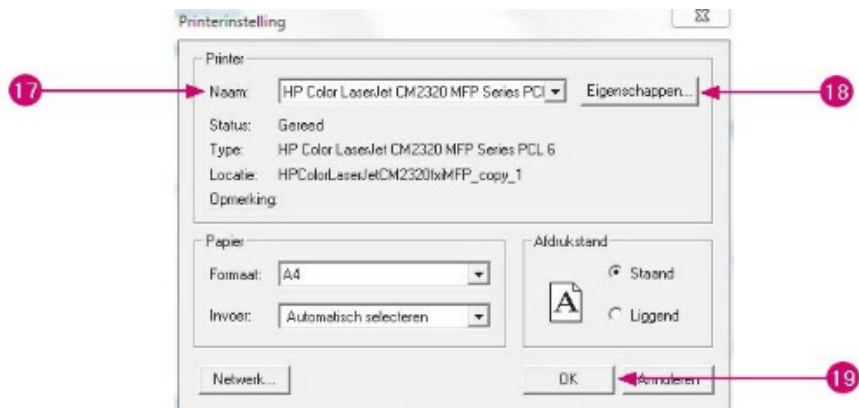 Printerinstelling
Printer
17 Naam: HP Color LaserJet CM2320 MFP Series PCL Eigenschappen... 18
Status: Gereed
Type: HP Color LaserJet CM2320 MFP Series PCL 6
Locatie: HPColorLaserJetCM2320fxiMFP_copy_1
Opmerking:
Papier
Formaat: A4
Invoer: Automatisch selecteren
Afdrukstand
A
Staand
Liggend
Netwerk... OK Annuleren 19